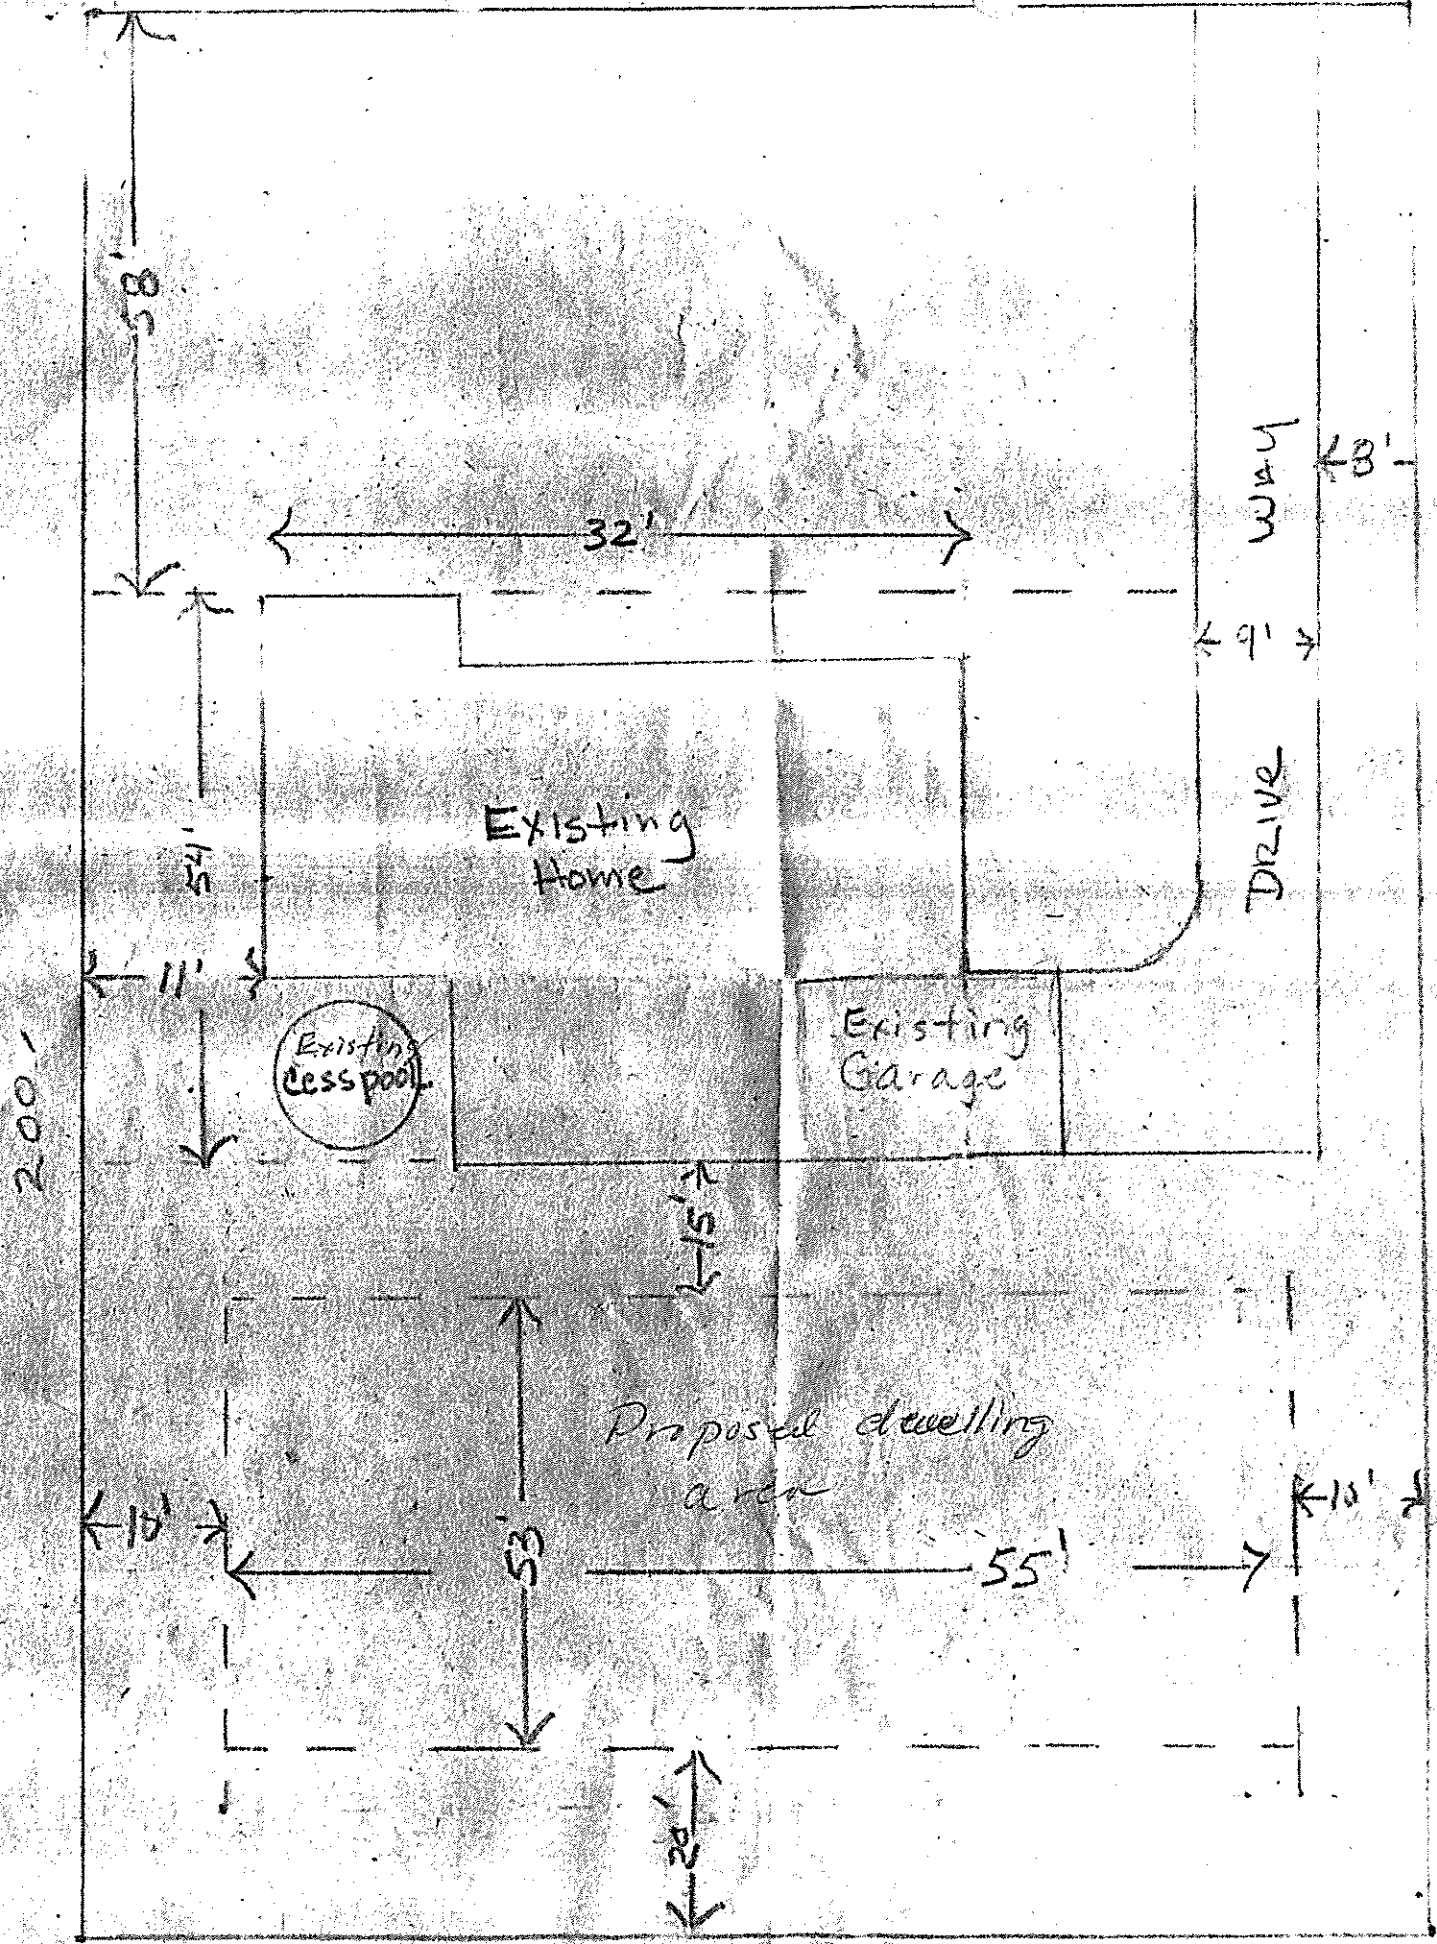 58'
WAY
8'
32'
9'
DRIVE
Existing
Home
54'
11'
Existing
Cesspool
Existing
Garage
200'
15'
Proposed dwelling
area
10'
53'
55'
10'
20'